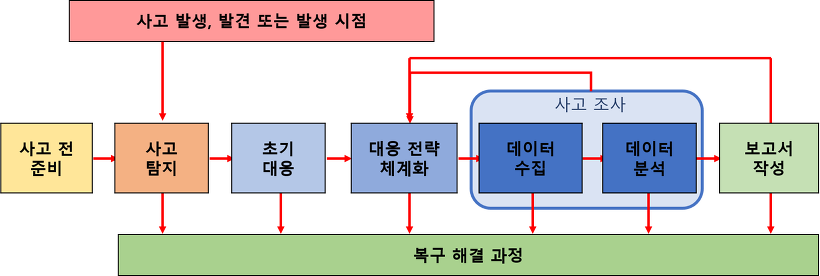 사고 발생, 발견 또는 발생 시점
사고 조사
사고 전
준비
사고
탐지
초기
대응
대응 전략
체계화
데이터
수집
데이터
분석
보고서
작성
복구 해결 과정